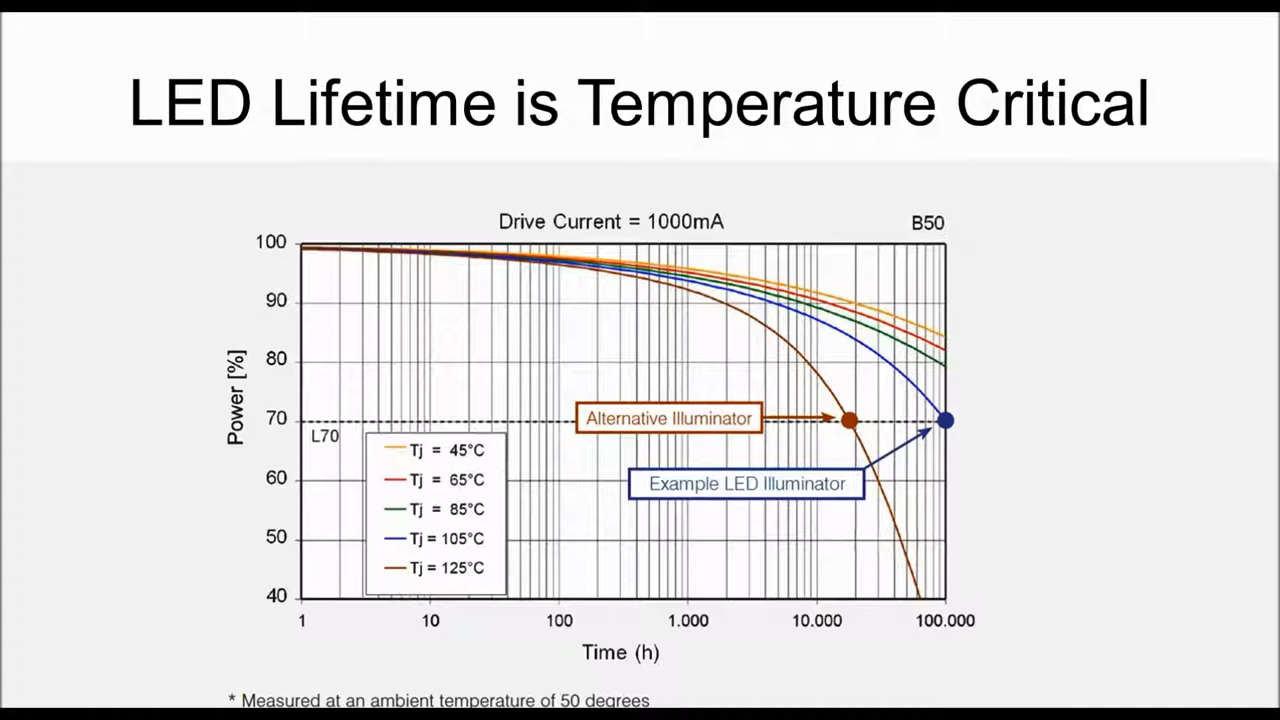 LED Lifetime is Temperature Critical
Drive Current = 1000mA
B50
100
90
80
70
60
50
40
Power [%]
L70
Alternative Illuminator
Example LED Illuminator
Tj = 45°C
Tj = 65°C
Tj = 85°C
Tj = 105°C
Tj = 125°C
1 10 100 1.000 10.000 100.000
Time (h)
* Measured at an ambient temperature of 50 degrees